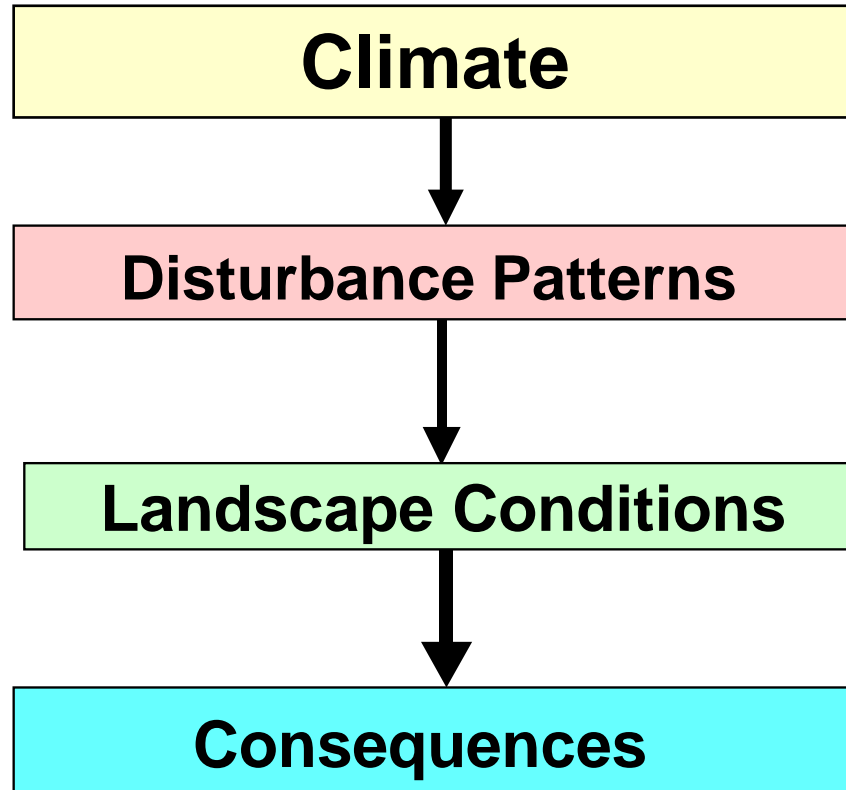 Climate
Disturbance Patterns
Landscape Conditions
Consequences